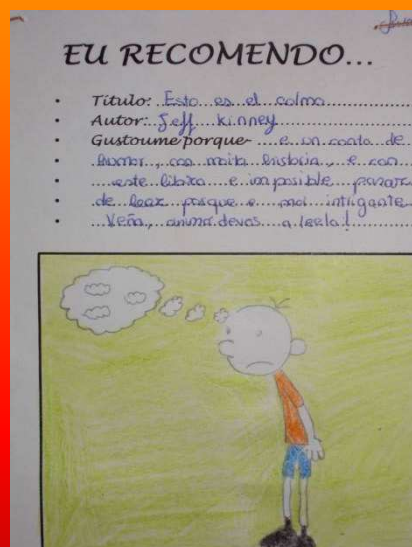 EU RECOMENDO...
Título: Esto es el colmo
Autor: Jeff Kinney
Gustoume porque e un conto de
humor, con moita historia, e con
este libro e imposible parar
de leer porque e moi intrigante
Veña, animádevos a leelo!